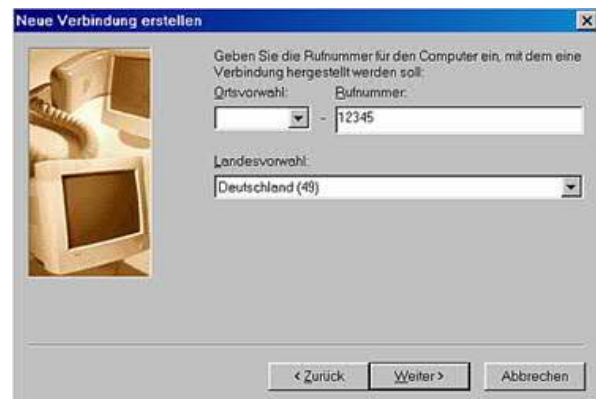 Neue Verbindung erstellen
Geben Sie die Rufnummer für den Computer ein, mit dem eine
Verbindung hergestellt werden soll:
Ortsvorwahl: Rufnummer:
- 12345
Landesvorwahl:
Deutschland (49)
< Zurück Weiter > Abbrechen